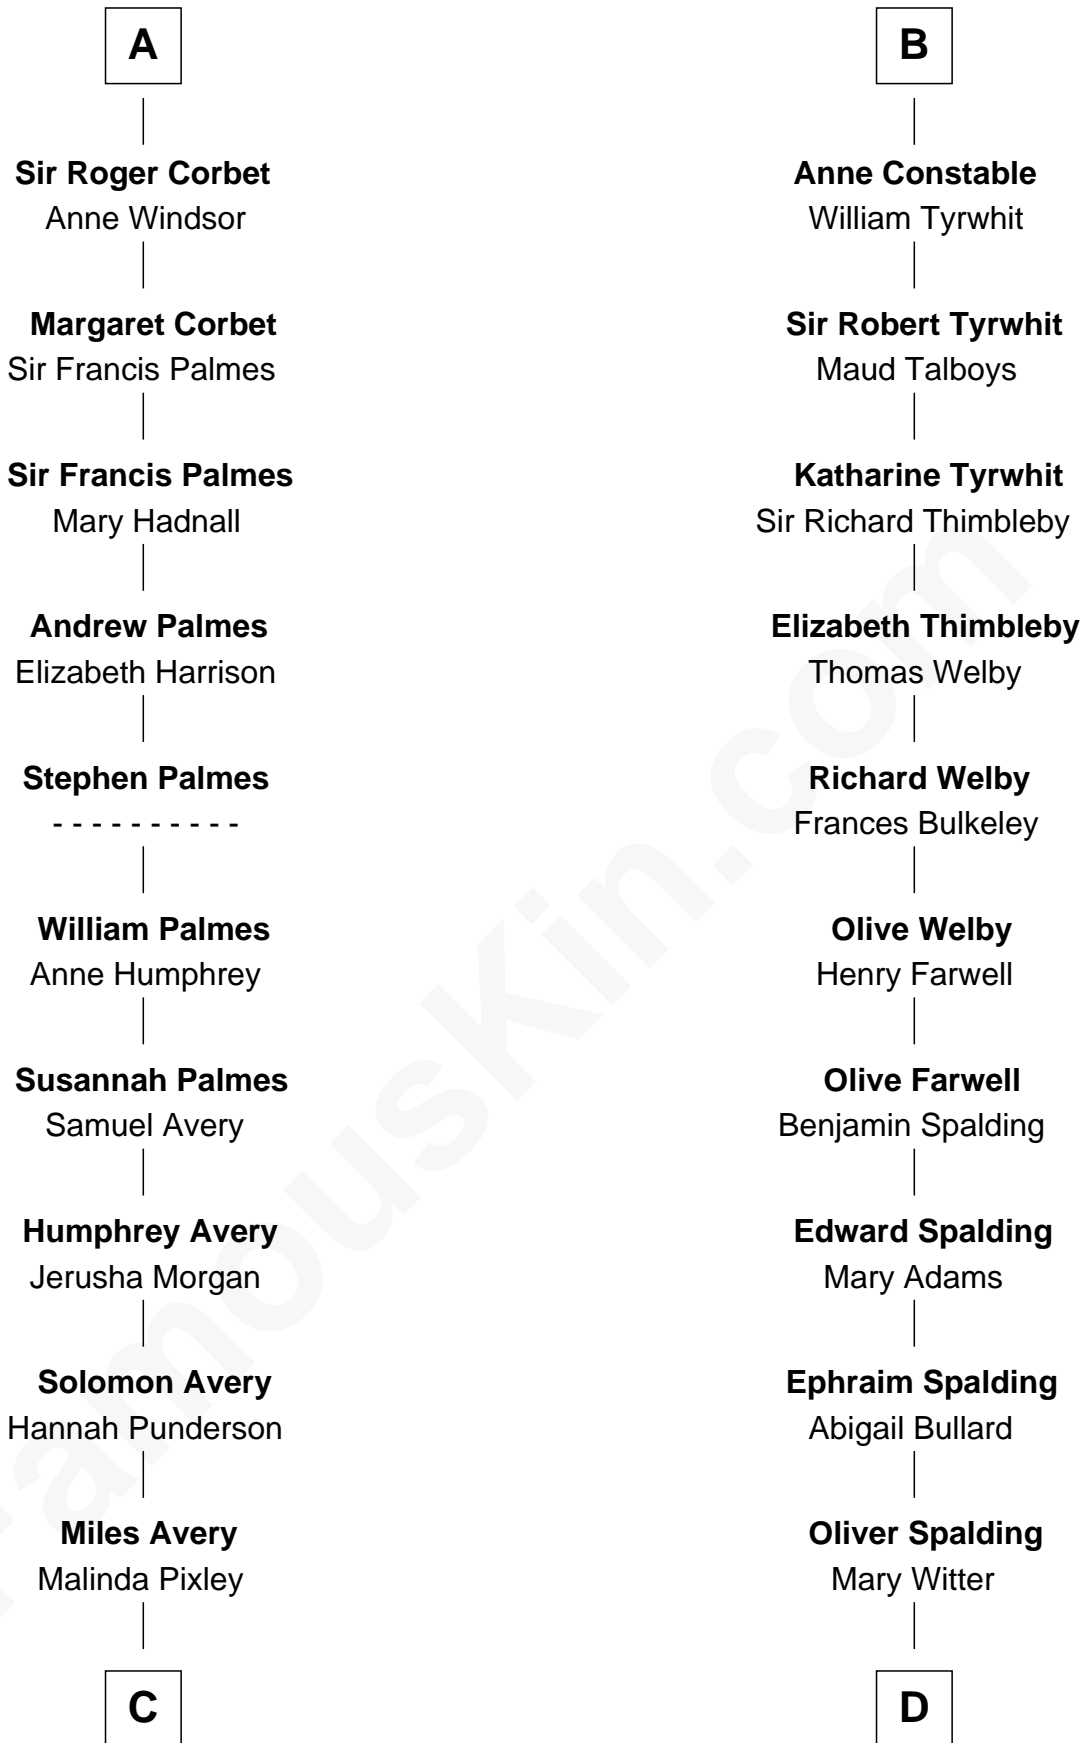 A
Sir Roger Corbet
Anne Windsor
Margaret Corbet
Sir Francis Palmes
Sir Francis Palmes
Mary Hadnall
Andrew Palmes
Elizabeth Harrison
Stephen Palmes
- - - - - - - - - -
William Palmes
Anne Humphrey
Susannah Palmes
Samuel Avery
Humphrey Avery
Jerusha Morgan
Solomon Avery
Hannah Punderson
Miles Avery
Malinda Pixley
C
B
Anne Constable
William Tyrwhit
Sir Robert Tyrwhit
Maud Talboys
Katharine Tyrwhit
Sir Richard Thimbleby
Elizabeth Thimbleby
Thomas Welby
Richard Welby
Frances Bulkeley
Olive Welby
Henry Farwell
Olive Farwell
Benjamin Spalding
Edward Spalding
Mary Adams
Ephraim Spalding
Abigail Bullard
Oliver Spalding
Mary Witter
D
FamousKin.com